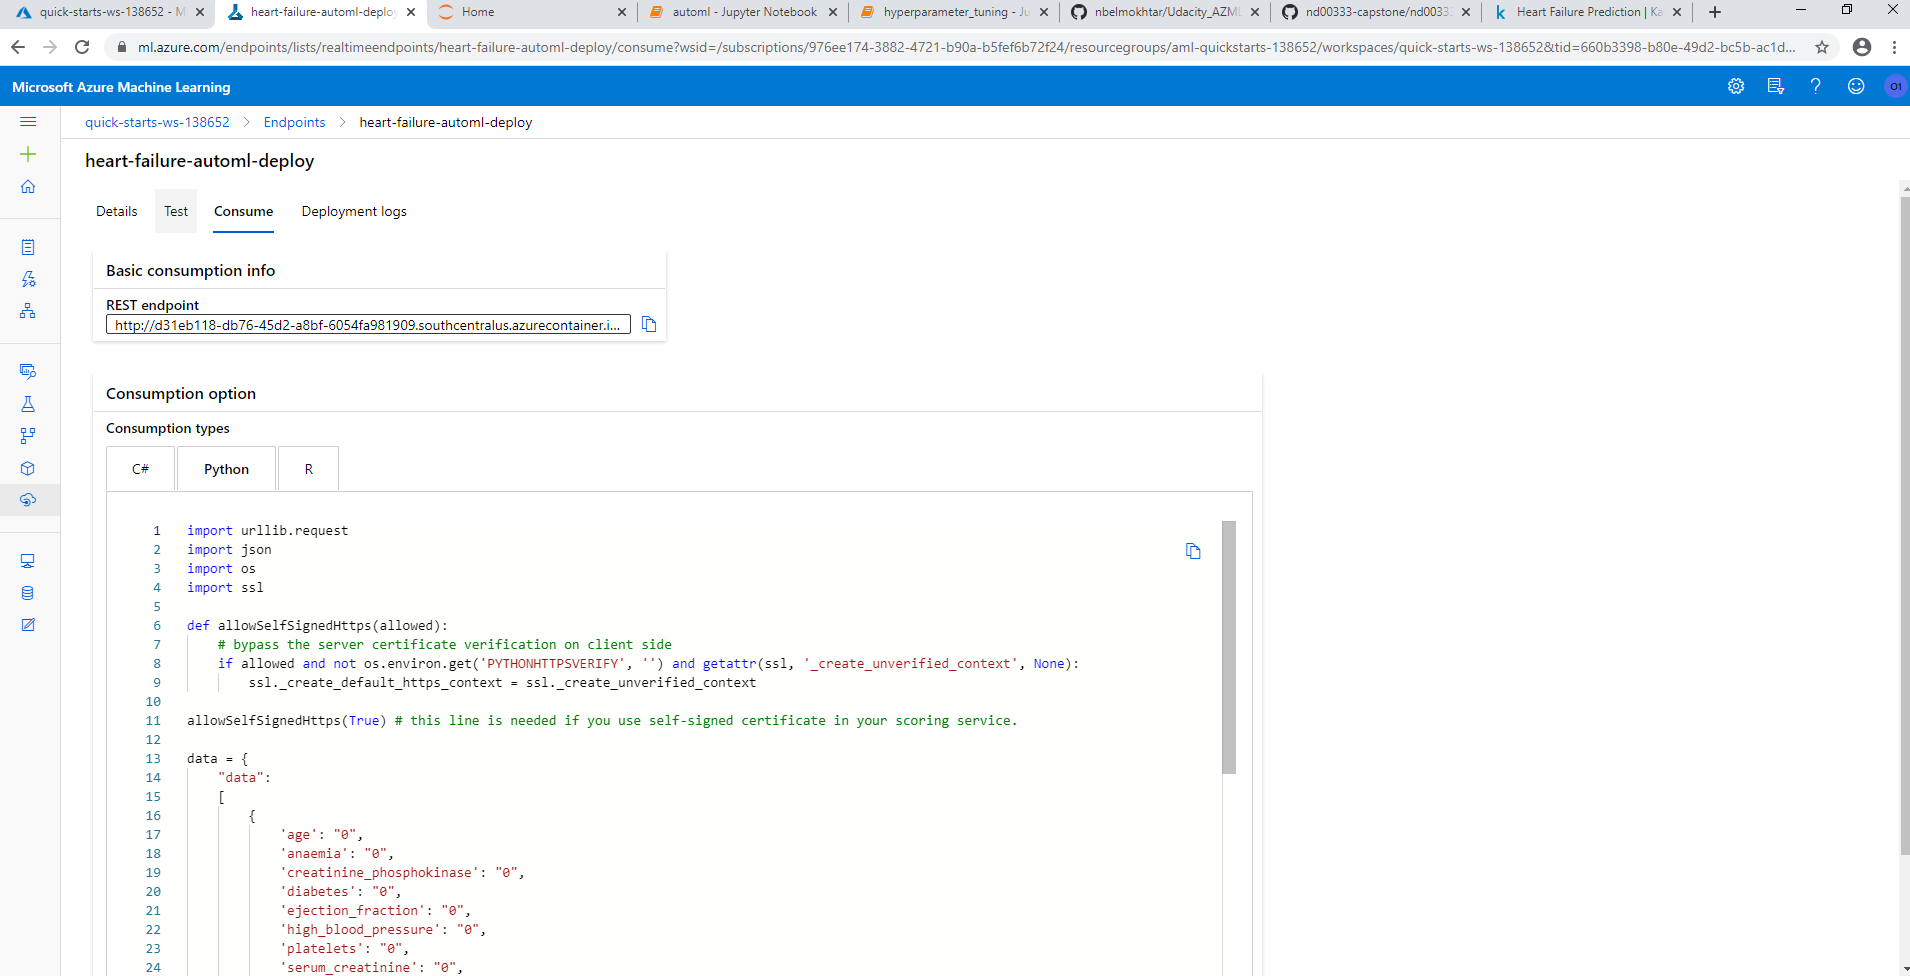 quick-starts-ws-138652 - M
heart-failure-automl-deploy
Home
automl - Jupyter Notebook
hyperparameter_tuning - Ju
nbelmokhtar/Udacity_AZML
nd00333-capstone/nd00333
Heart Failure Prediction | Ka
ml.azure.com/endpoints/lists/realtimeendpoints/heart-failure-automl-deploy/consume?wsid=/subscriptions/976ee174-3882-4721-b90a-b5fef6b72f24/resourcegroups/aml-quickstarts-138652/workspaces/quick-starts-ws-138652&tid=660b3398-b80e-49d2-bc5b-ac1d...
Microsoft Azure Machine Learning
O1
quick-starts-ws-138652 > Endpoints > heart-failure-automl-deploy
heart-failure-automl-deploy
Details Test Consume Deployment logs
Basic consumption info
REST endpoint
http://d31eb118-db76-45d2-a8bf-6054fa981909.southcentralus.azurecontainer.i...
Consumption option
Consumption types
C# Python R
1 import urllib.request
2 import json
3 import os
4 import ssl
5
6 def allowSelfSignedHttps(allowed):
7 # bypass the server certificate verification on client side
8 if allowed and not os.environ.get('PYTHONHTTPSVERIFY', '') and getattr(ssl, '_create_unverified_context', None):
9 ssl._create_default_https_context = ssl._create_unverified_context
10
11 allowSelfSignedHttps(True) # this line is needed if you use self-signed certificate in your scoring service.
12
13 data = {
14 "data":
15 [
16 {
17 'age': "0",
18 'anaemia': "0",
19 'creatinine_phosphokinase': "0",
20 'diabetes': "0",
21 'ejection_fraction': "0",
22 'high_blood_pressure': "0",
23 'platelets': "0",
24 'serum_creatinine': "0",